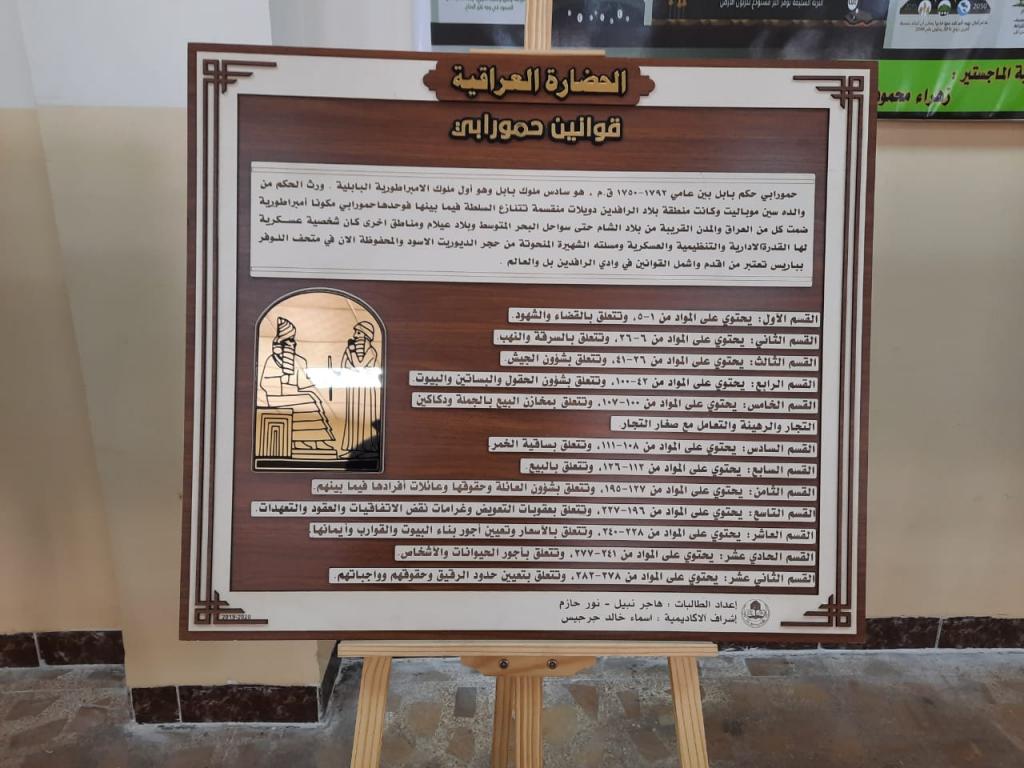 الحضارة العراقية
قوانين حمورابي
حمورابي حكم بابل بين عامي ١٧٩٢-١٧٥٠ ق.م ، هو سادس ملوك بابل وهو أول ملوك الامبراطورية البابلية . ورث الحكم من
والده سين موباليت وكانت منطقة بلاد الرافدين دويلات منقسمة تتنازع السلطة فيما بينها فوحدها حمورابي مكونا أمبراطورية
ضمت كل من العراق والمدن القريبة من بلاد الشام حتى سواحل البحر المتوسط وبلاد عيلام ومناطق اخرى كان شخصية عسكرية
لها القدرةالادارية والتنظيمية والعسكرية ومسلته الشهيرة المنحوتة من حجر الديوريت الاسود والمحفوظة الان في متحف اللوفر
بباريس تعتبر من اقدم واشمل القوانين في وادي الرافدين بل والعالم .
القسم الأول: يحتوي على المواد من ١-٥، وتتعلق بالقضاء والشهود.
القسم الثاني: يحتوي على المواد من ٦-٢٦، وتتعلق بالسرقة والنهب
القسم الثالث: يحتوي على المواد من ٢٦-٤١، وتتعلق بشؤون الجيش.
القسم الرابع: يحتوي على المواد من ٤٢-١٠٠، وتتعلق بشؤون الحقول والبساتين والبيوت.
القسم الخامس: يحتوي على المواد من ١٠٠-١٠٧، وتتعلق بمخازن البيع بالجملة ودكاكين
التجار والرهينة والتعامل مع صغار التجار.
القسم السادس: يحتوي على المواد من ١٠٨-١١١، وتتعلق بساقية الخمر
القسم السابع: يحتوي على المواد من ١١٢-١٢٦، وتتعلق بالبيع.
القسم الثامن: يحتوي على المواد من ١٢٧-١٩٥، وتتعلق بشؤون العائلة وحقوقها وعائلات أفرادها فيما بينهم.
القسم التاسع: يحتوي على المواد من ١٩٦-٢٢٧، وتتعلق بعقوبات التعويض وغرامات نقض الاتفاقيات والعقود والتعهدات.
القسم العاشر: يحتوي على المواد من ٢٢٨-٢٤٠، وتتعلق بالاسعار وتعيين أجور بناء البيوت والقوارب وأيمانها
القسم الحادي عشر: يحتوي على المواد من ٢٤١-٢٧٧، وتتعلق بأجور الحيوانات والأشخاص.
القسم الثاني عشر: يحتوي على المواد من ٢٧٨-٢٨٢، وتتعلق بتعيين حدود الرقيق وحقوقهم وواجباتهم.
إعداد الطالبات : هاجر نبيل - نور حازم
إشراف الاكاديمية : اسماء خالد جرجيس
2019-2020
الماجستير :
زهراء محمود
2050